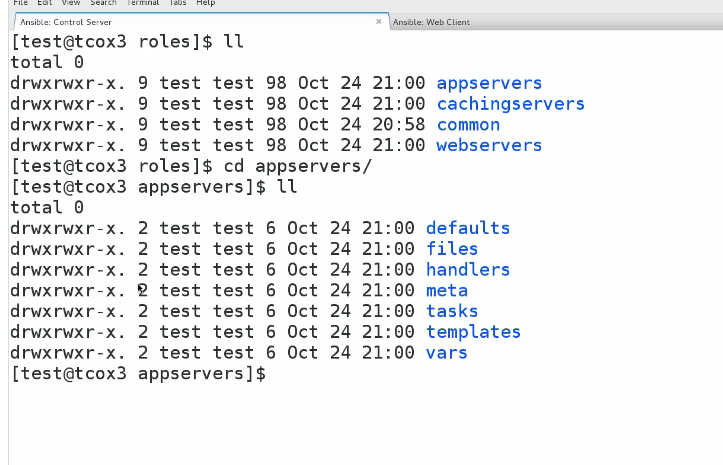 File Edit View Search Terminal Tabs Help
Ansible: Control Server × Ansible: Web Client
[test@tcox3 roles]$ ll
total 0
drwxrwxr-x. 9 test test 98 Oct 24 21:00 appservers
drwxrwxr-x. 9 test test 98 Oct 24 21:00 cachingservers
drwxrwxr-x. 9 test test 98 Oct 24 20:58 common
drwxrwxr-x. 9 test test 98 Oct 24 21:00 webservers
[test@tcox3 roles]$ cd appservers/
[test@tcox3 appservers]$ ll
total 0
drwxrwxr-x. 2 test test 6 Oct 24 21:00 defaults
drwxrwxr-x. 2 test test 6 Oct 24 21:00 files
drwxrwxr-x. 2 test test 6 Oct 24 21:00 handlers
drwxrwxr-x. 2 test test 6 Oct 24 21:00 meta
drwxrwxr-x. 2 test test 6 Oct 24 21:00 tasks
drwxrwxr-x. 2 test test 6 Oct 24 21:00 templates
drwxrwxr-x. 2 test test 6 Oct 24 21:00 vars
[test@tcox3 appservers]$